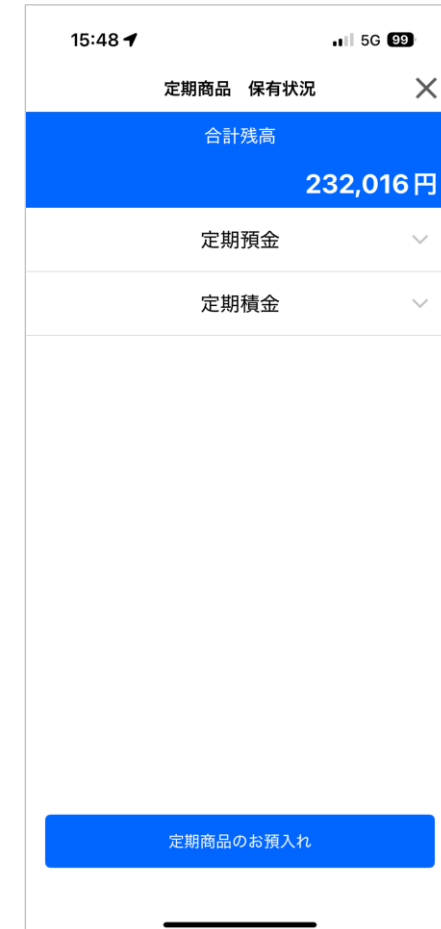 15:48 5G 99
定期商品 保有状況
合計残高
232,016円
定期預金
定期積金
定期商品のお預入れ